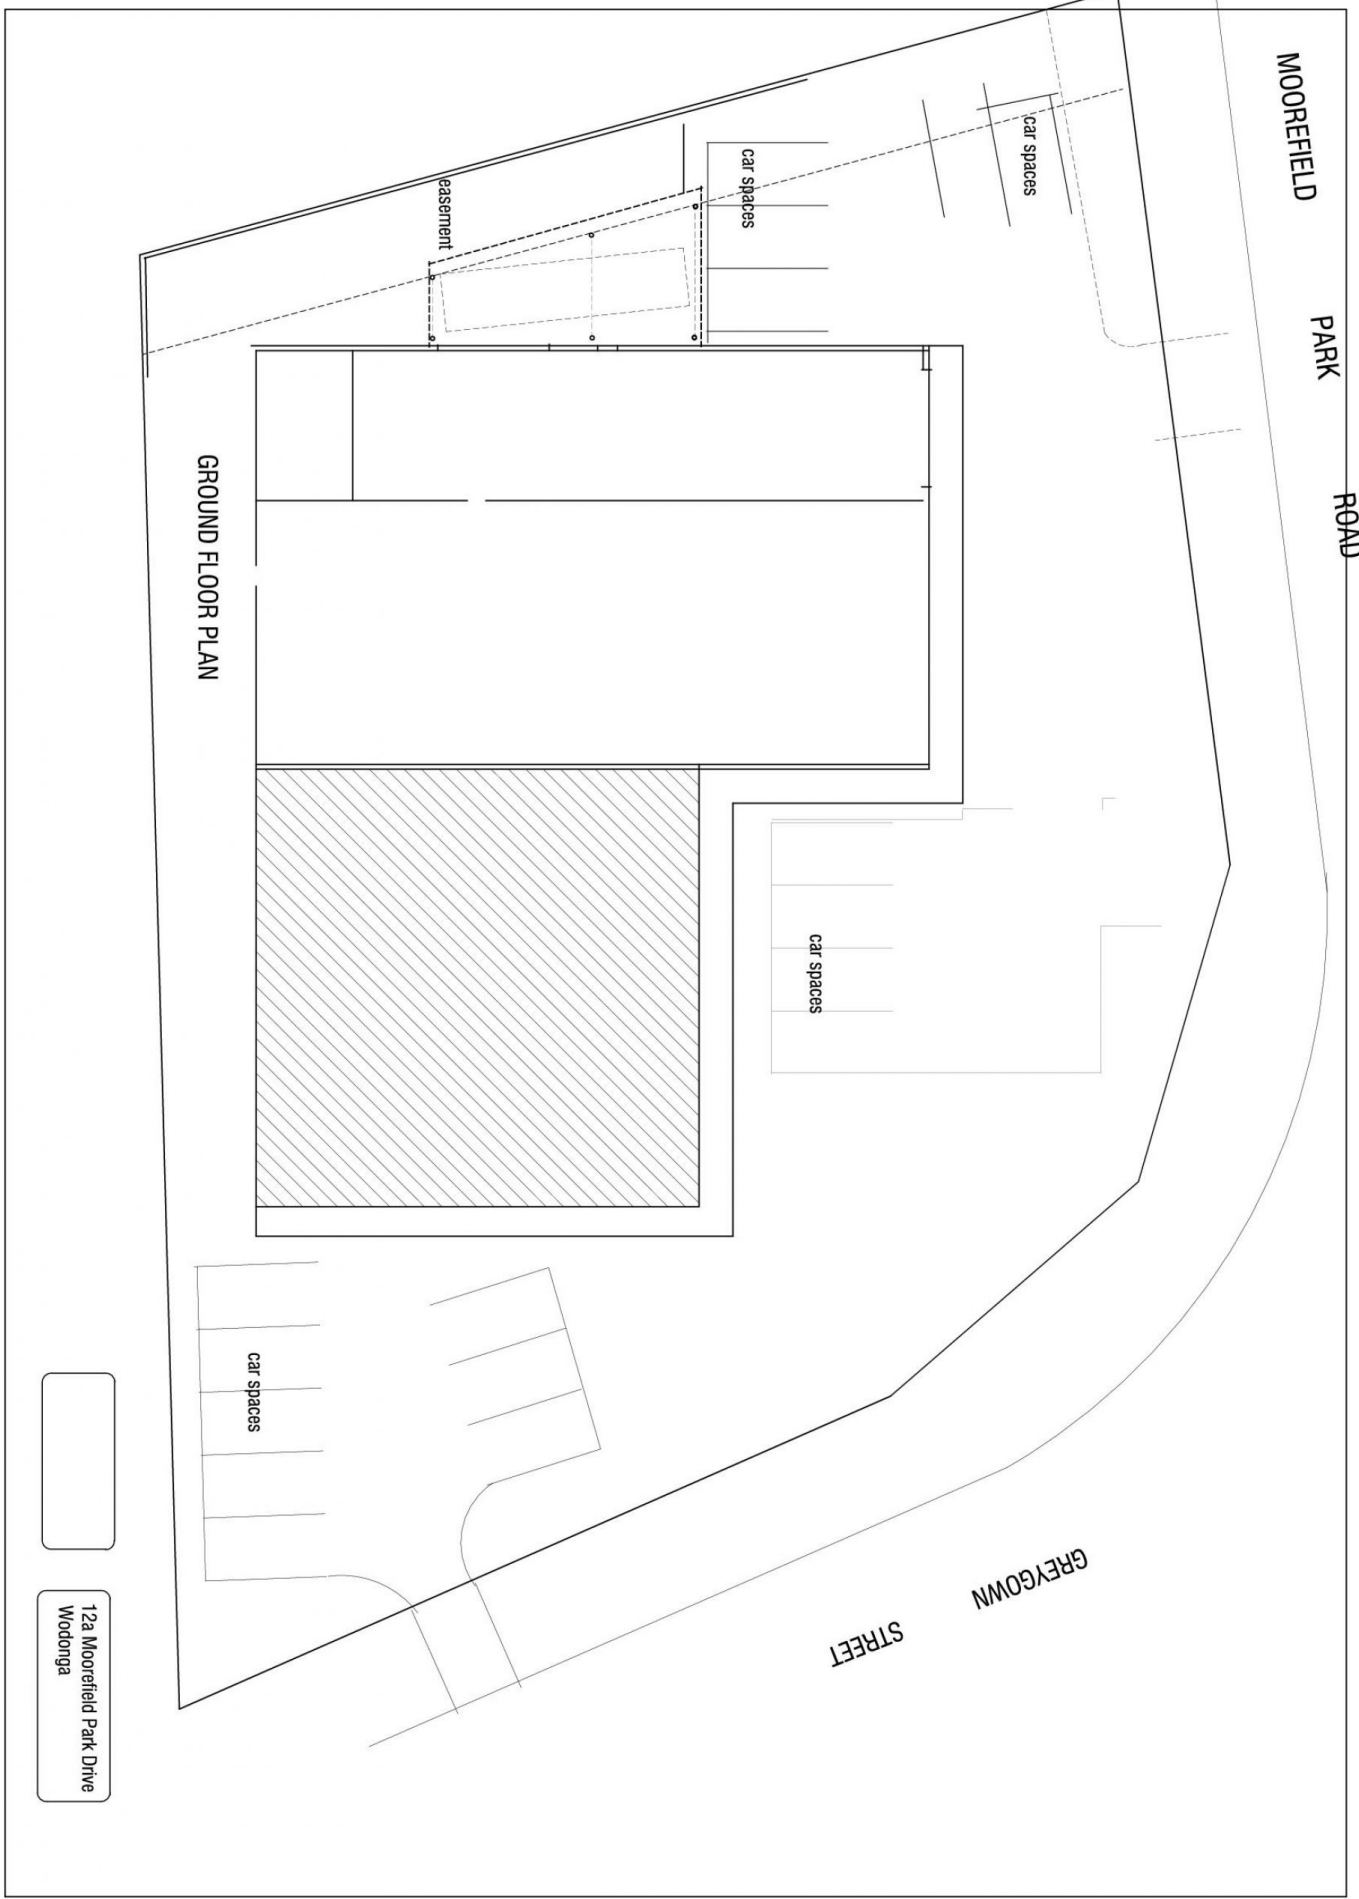 MOOREFIELD
PARK
ROAD
car spaces
car spaces
easement
GROUND FLOOR PLAN
car spaces
car spaces
GREYGOWN
STREET
12a Moorefield Park Drive
Wodonga